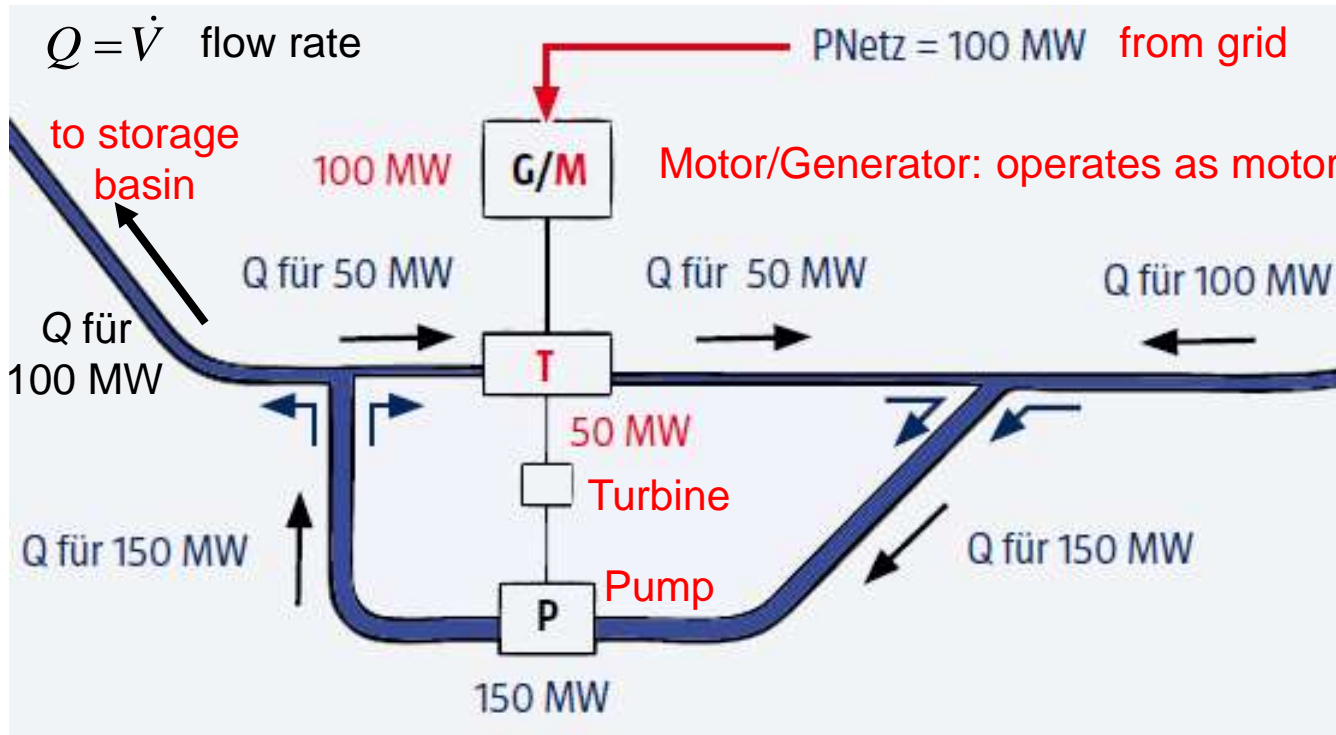 Q = V̇ flow rate
PNetz = 100 MW from grid
to storage
basin
100 MW
G/M
Motor/Generator: operates as motor
Q für 50 MW
Q für 50 MW
Q für 100 MW
Q für
100 MW
T
50 MW
Turbine
Q für 150 MW
Q für 150 MW
Pump
P
150 MW